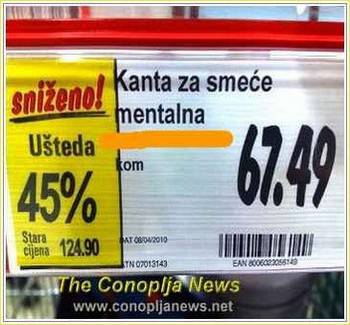 sniženo!
Ušteda
45%
Stara
cijena 124.90
Kanta za smeće
mentalna
kom
67.49
DAT 08/04/2010
TN 07013143
EAN 8006023056149
The Conoplja News
www.conopljanews.net